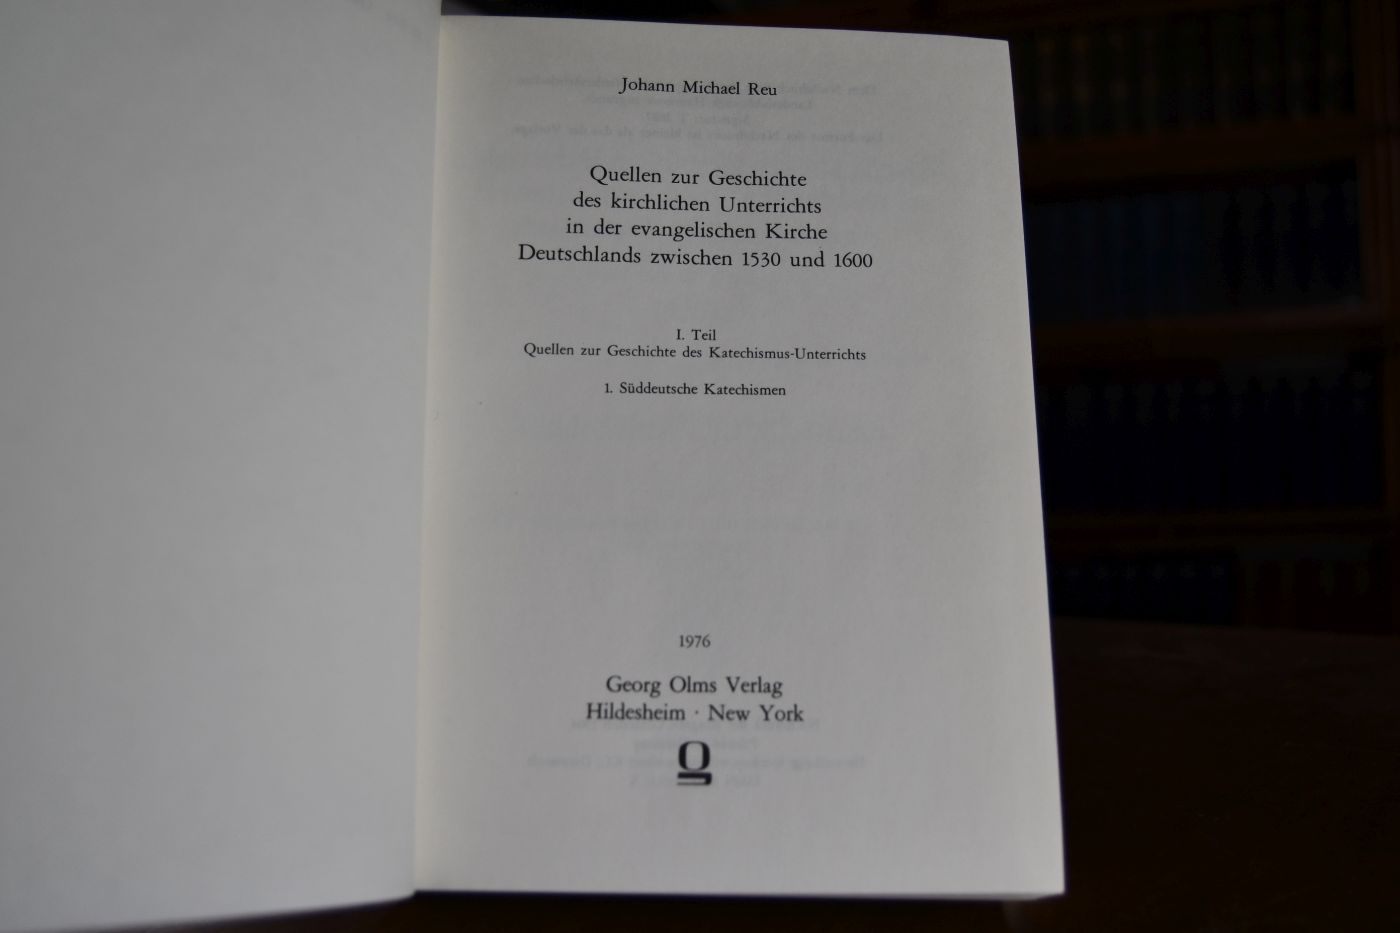 Johann Michael Reu
Quellen zur Geschichte
des kirchlichen Unterrichts
in der evangelischen Kirche
Deutschlands zwischen 1530 und 1600
I. Teil
Quellen zur Geschichte des Katechismus-Unterrichts
1. Süddeutsche Katechismen
1976
Georg Olms Verlag
Hildesheim · New York